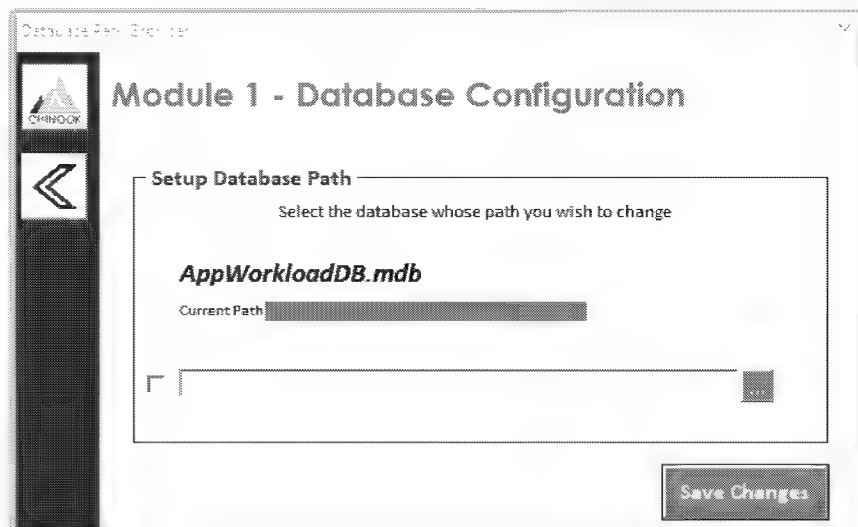 CHINOOK
Module 1 - Database Configuration
Setup Database Path
Select the database whose path you wish to change
AppWorkloadDB.mdb
Current Path
...
Save Changes